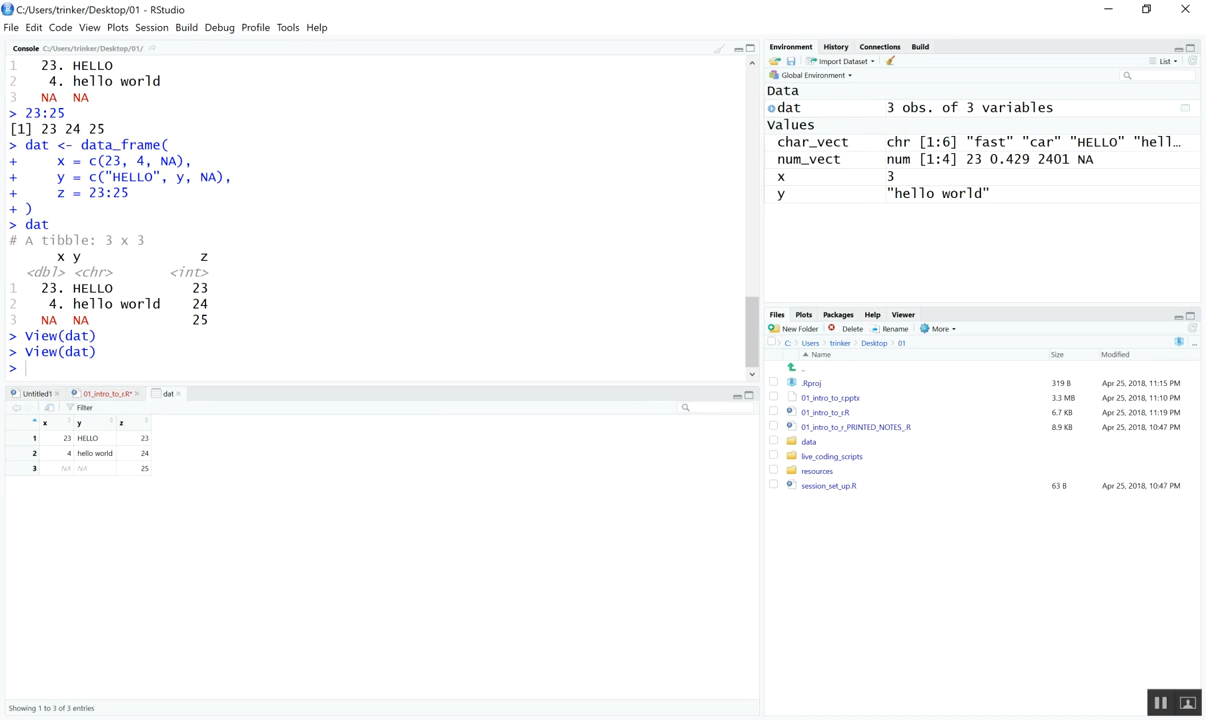 C:/Users/trinker/Desktop/01 - RStudio
File Edit Code View Plots Session Build Debug Profile Tools Help
Console C:/Users/trinker/Desktop/01/
1 23. HELLO
2 4. hello world
3 NA NA
> 23:25
[1] 23 24 25
> dat <- data_frame(
+ x = c(23, 4, NA),
+ y = c("HELLO", y, NA),
+ z = 23:25
+ )
> dat
# A tibble: 3 x 3
x y z
<dbl> <chr> <int>
1 23. HELLO 23
2 4. hello world 24
3 NA NA 25
> View(dat)
> View(dat)
>
Untitled1 01_intro_to_r.R* dat
Filter
x y z
1 23 HELLO 23
2 4 hello world 24
3 NA NA 25
Showing 1 to 3 of 3 entries
Environment History Connections Build
Import Dataset List
Global Environment
Data
dat 3 obs. of 3 variables
Values
char_vect chr [1:6] "fast" "car" "HELLO" "hell…
num_vect num [1:4] 23 0.429 2401 NA
x 3
y "hello world"
Files Plots Packages Help Viewer
New Folder Delete Rename More
C: Users trinker Desktop 01 ...
Name Size Modified
..
.Rproj 319 B Apr 25, 2018, 11:15 PM
01_intro_to_r.pptx 3.3 MB Apr 25, 2018, 11:10 PM
01_intro_to_r.R 6.7 KB Apr 25, 2018, 11:19 PM
01_intro_to_r_PRINTED_NOTES_.R 8.9 KB Apr 25, 2018, 10:47 PM
data
live_coding_scripts
resources
session_set_up.R 63 B Apr 25, 2018, 10:47 PM